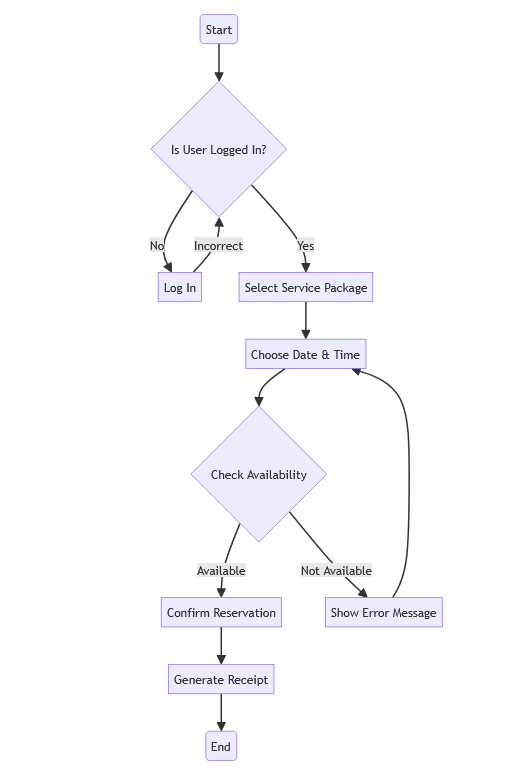 Start
Is User Logged In?
No
Incorrect
Yes
Log In
Select Service Package
Choose Date & Time
Check Availability
Available
Not Available
Confirm Reservation
Show Error Message
Generate Receipt
End